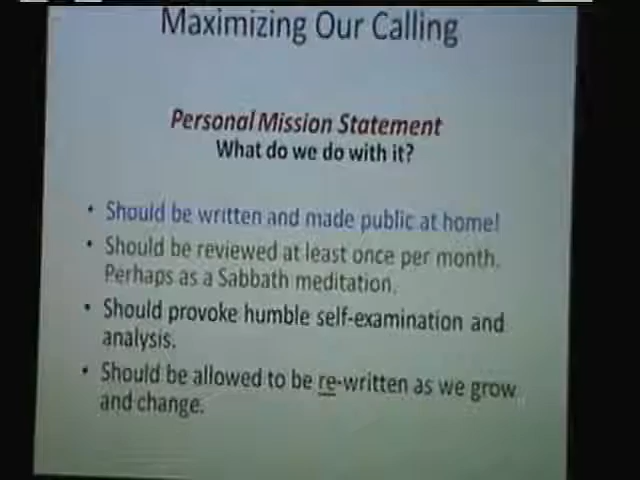 Maximizing Our Calling
Personal Mission Statement
What do we do with it?
• Should be written and made public at home!
• Should be reviewed at least once per month.
Perhaps as a Sabbath meditation.
• Should provoke humble self-examination and
analysis.
• Should be allowed to be re-written as we grow
and change.